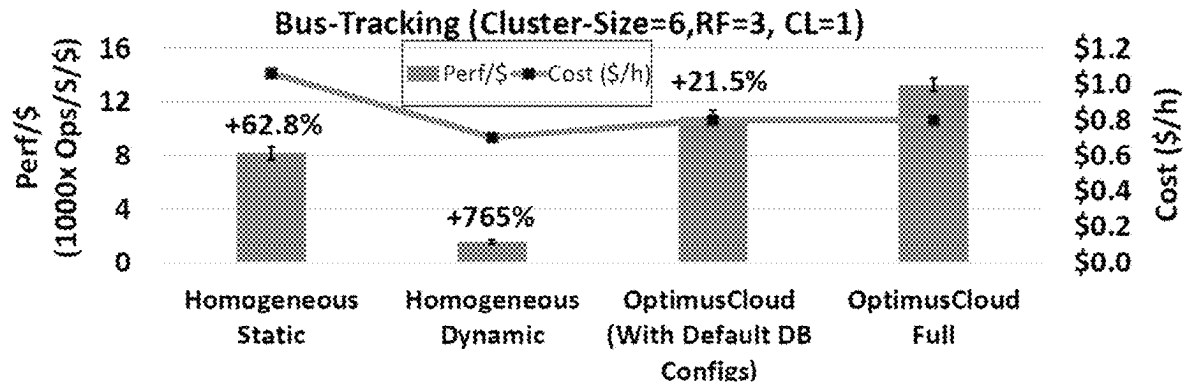 Bus-Tracking (Cluster-Size=6,RF=3, CL=1)
Perf/$
(1000x Ops/S/$)
16
12
8
4
0
Perf/$ Cost ($/h)
+62.8%
+765%
+21.5%
$1.2
$1.0
$0.8
$0.6
$0.4
$0.2
$0.0
Cost ($/h)
Homogeneous
Static
Homogeneous
Dynamic
OptimusCloud
(With Default DB
Configs)
OptimusCloud
Full